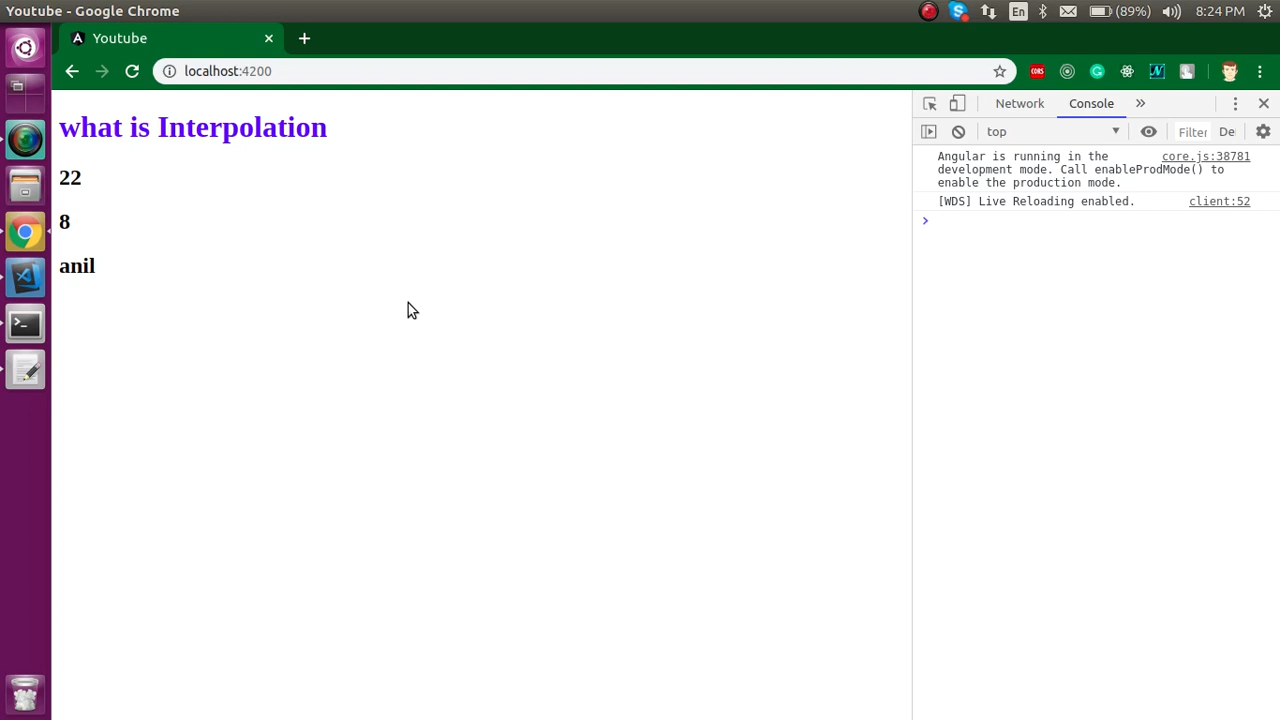 Youtube - Google Chrome
En
(89%)
8:24 PM
Youtube
localhost:4200
CORS
N
what is Interpolation
22
8
anil
Network
Console
top
Filter
De
Angular is running in the core.js:38781
development mode. Call enableProdMode() to
enable the production mode.
[WDS] Live Reloading enabled. client:52